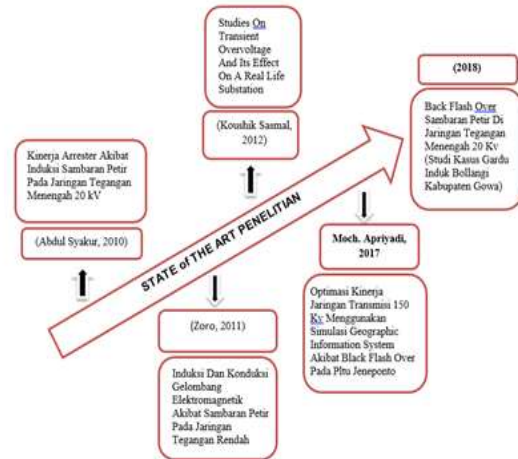 Studies On
Transient
Overvoltage
And Its Effect
On A Real Life
Substation
(Koushik Sasmal,
2012)
(2018)
Back Flash Over
Sambaran Petir Di
Jaringan Tegangan
Menengah 20 Kv
(Studi Kasus Gardu
Induk Bollangi
Kabupaten Gowa)
Kinerja Arrester Akibat
Induksi Sambaran Petir
Pada Jaringan Tegangan
Menengah 20 kV
(Abdul Syakur, 2010)
STATE of THE ART PENELITIAN
(Zoro, 2011)
Induksi Dan Konduksi
Gelombang
Elektromagnetik
Akibat Sambaran Petir
Pada Jaringan
Tegangan Rendah
Moch. Apriyadi,
2017
Optimasi Kinerja
Jaringan Transmisi 150
Kv Menggunakan
Simulasi Geographic
Information System
Akibat Black Flash Over
Pada Pltu Jeneponto